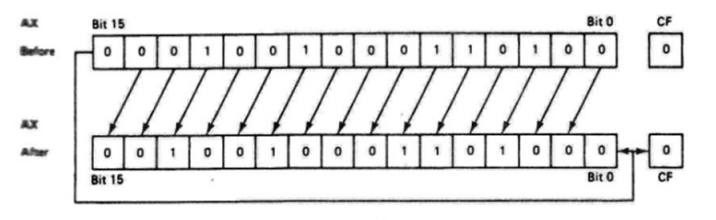 AX Bit 15 Bit 0 CF
Before 0 0 0 1 0 0 1 0 0 0 1 1 0 1 0 0 0
AX
After 0 0 1 0 0 1 0 0 0 1 1 0 1 0 0 0 0
Bit 15 Bit 0 CF